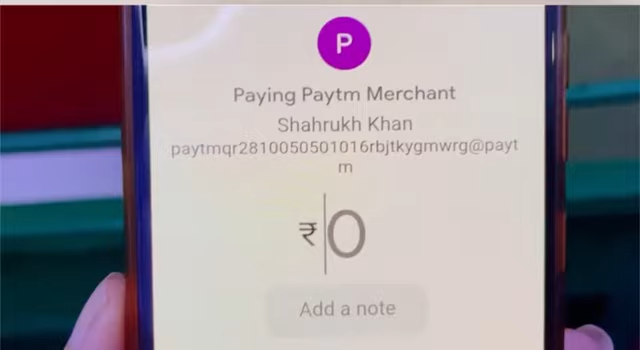 P
Paying Paytm Merchant
Shahrukh Khan
paytmqr2810050501016rbjtkygmwrg@payt
m
₹0
Add a note